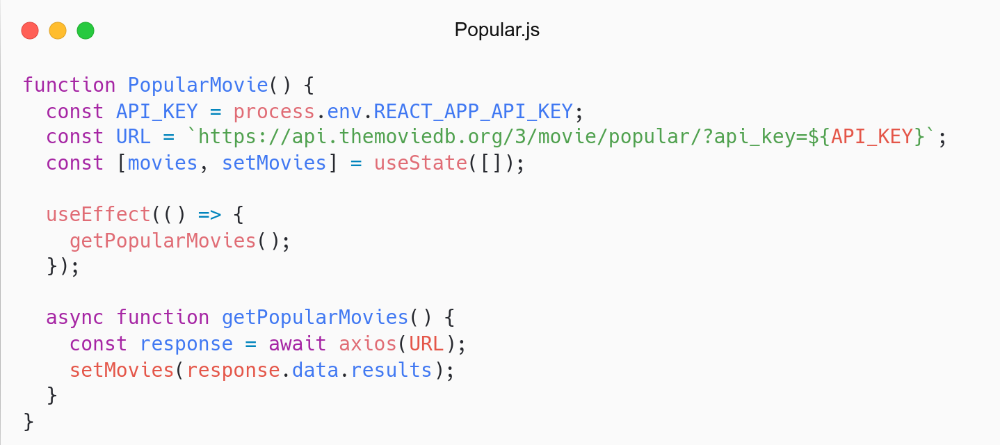 Popular.js
function PopularMovie() {
  const API_KEY = process.env.REACT_APP_API_KEY;
  const URL = `https://api.themoviedb.org/3/movie/popular/?api_key=${API_KEY}`;
  const [movies, setMovies] = useState([]);

  useEffect(() => {
    getPopularMovies();
  });

  async function getPopularMovies() {
    const response = await axios(URL);
    setMovies(response.data.results);
  }
}